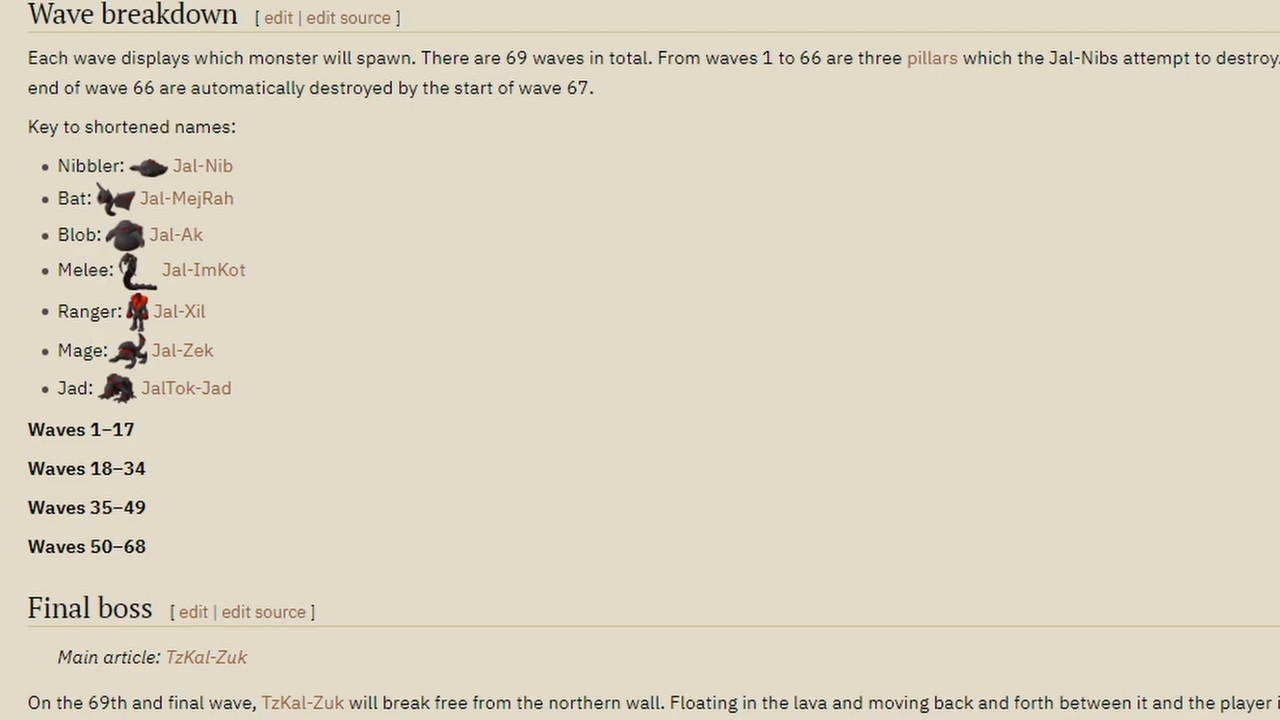 Wave breakdown [ edit | edit source ]
Each wave displays which monster will spawn. There are 69 waves in total. From waves 1 to 66 are three pillars which the Jal-Nibs attempt to destroy.
end of wave 66 are automatically destroyed by the start of wave 67.
Key to shortened names:
• Nibbler: Jal-Nib
• Bat: Jal-MejRah
• Blob: Jal-Ak
• Melee: Jal-ImKot
• Ranger: Jal-Xil
• Mage: Jal-Zek
• Jad: JalTok-Jad
Waves 1–17
Waves 18–34
Waves 35–49
Waves 50–68
Final boss [ edit | edit source ]
Main article: TzKal-Zuk
On the 69th and final wave, TzKal-Zuk will break free from the northern wall. Floating in the lava and moving back and forth between it and the player